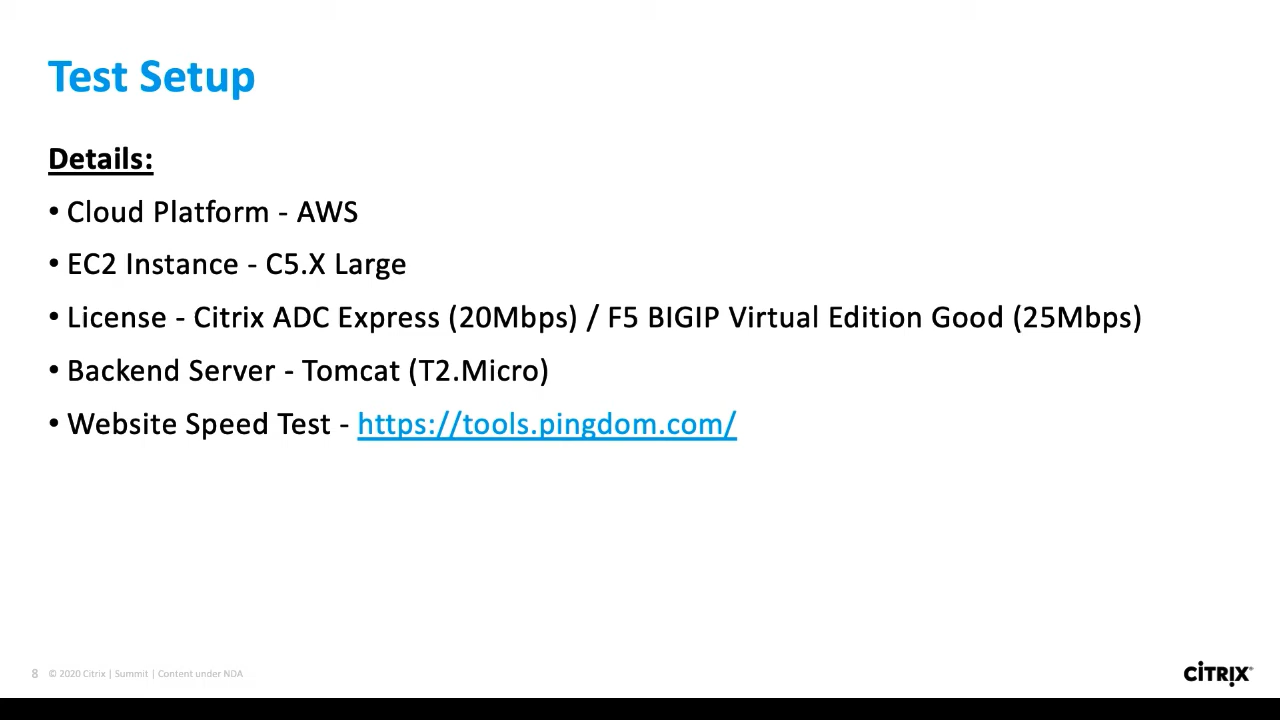 Test Setup
Details:
• Cloud Platform - AWS
• EC2 Instance - C5.X Large
• License - Citrix ADC Express (20Mbps) / F5 BIGIP Virtual Edition Good (25Mbps)
• Backend Server - Tomcat (T2.Micro)
• Website Speed Test - https://tools.pingdom.com/
8 © 2020 Citrix | Summit | Content under NDA
CITRIX